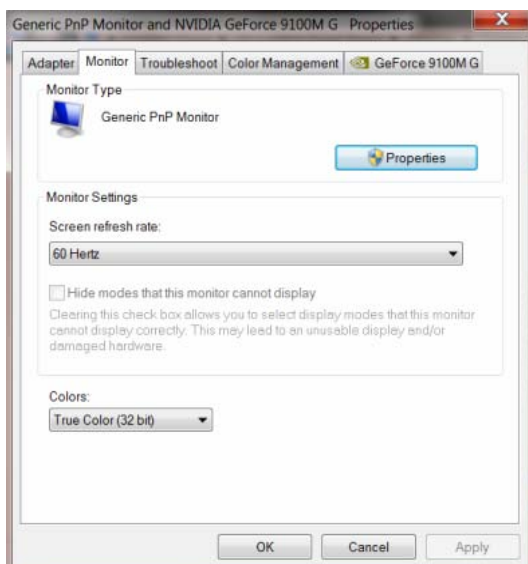 Generic PnP Monitor and NVIDIA GeForce 9100M G Properties
Adapter Monitor Troubleshoot Color Management GeForce 9100M G
Monitor Type
Generic PnP Monitor
Properties
Monitor Settings
Screen refresh rate:
60 Hertz
Hide modes that this monitor cannot display
Clearing this check box allows you to select display modes that this monitor
cannot display correctly. This may lead to an unusable display and/or
damaged hardware.
Colors:
True Color (32 bit)
OK Cancel Apply